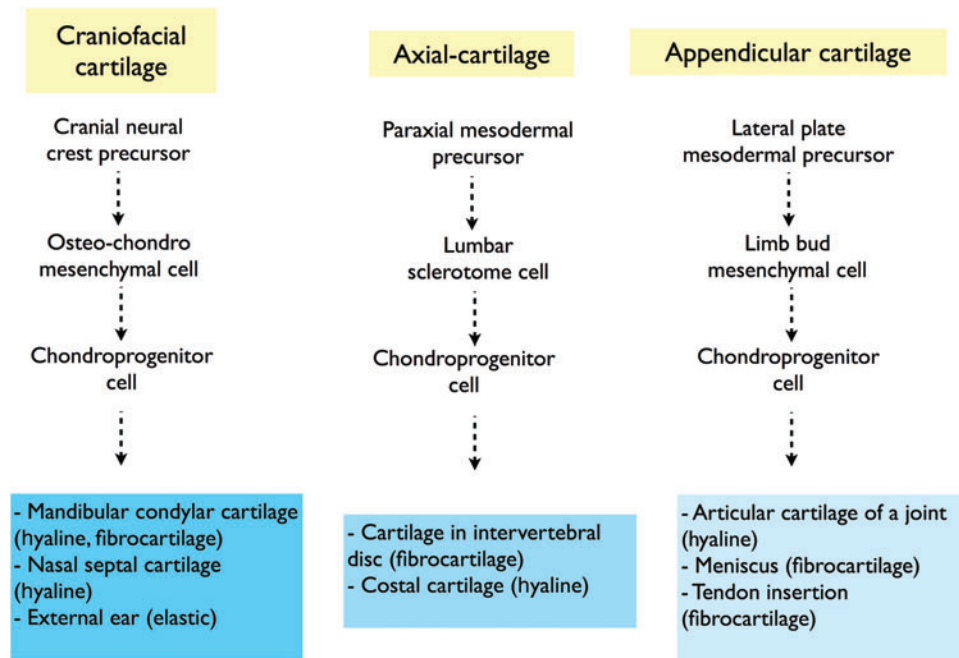 Craniofacial
cartilage
Cranial neural
crest precursor
Osteo-chondro
mesenchymal cell
Chondroprogenitor
cell
- Mandibular condylar cartilage
(hyaline, fibrocartilage)
- Nasal septal cartilage
(hyaline)
- External ear (elastic)
Axial-cartilage
Paraxial mesodermal
precursor
Lumbar
sclerotome cell
Chondroprogenitor
cell
- Cartilage in intervertebral
disc (fibrocartilage)
- Costal cartilage (hyaline)
Appendicular cartilage
Lateral plate
mesodermal precursor
Limb bud
mesenchymal cell
Chondroprogenitor
cell
- Articular cartilage of a joint
(hyaline)
- Meniscus (fibrocartilage)
- Tendon insertion
(fibrocartilage)